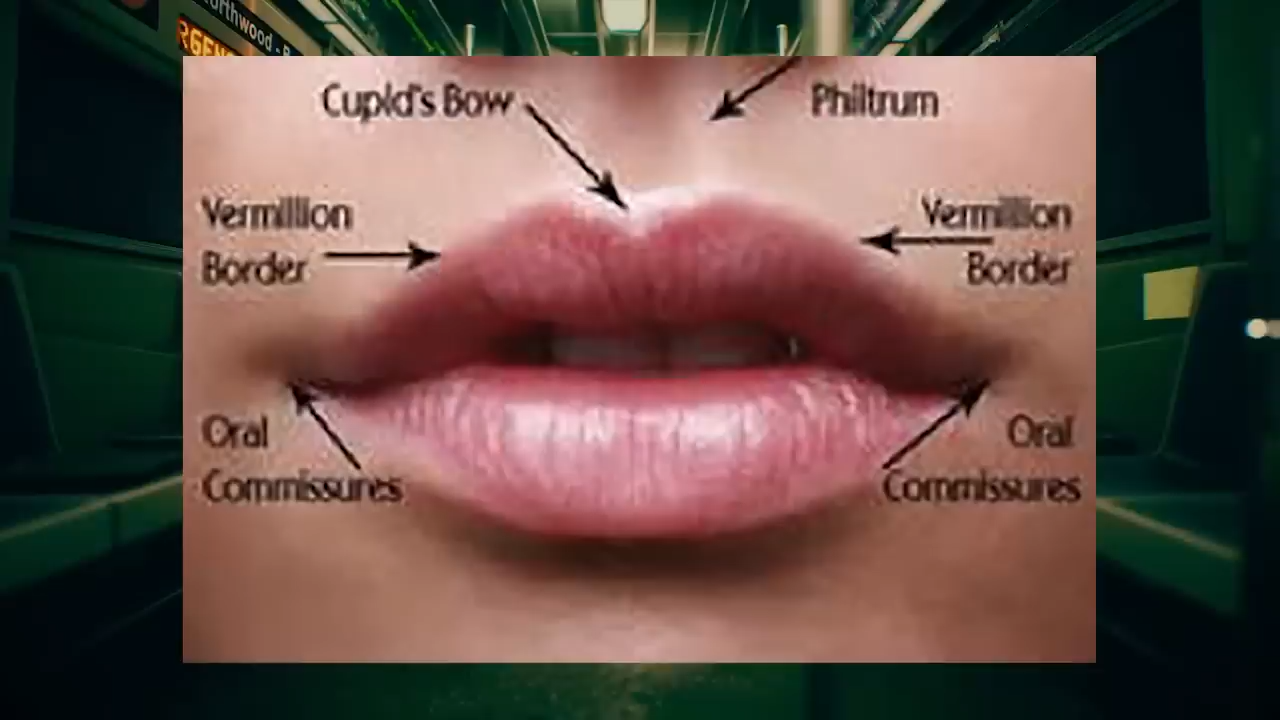 Cupid's Bow
Philtrum
Vermillion
Border
Vermillion
Border
Oral
Commissures
Oral
Commissures